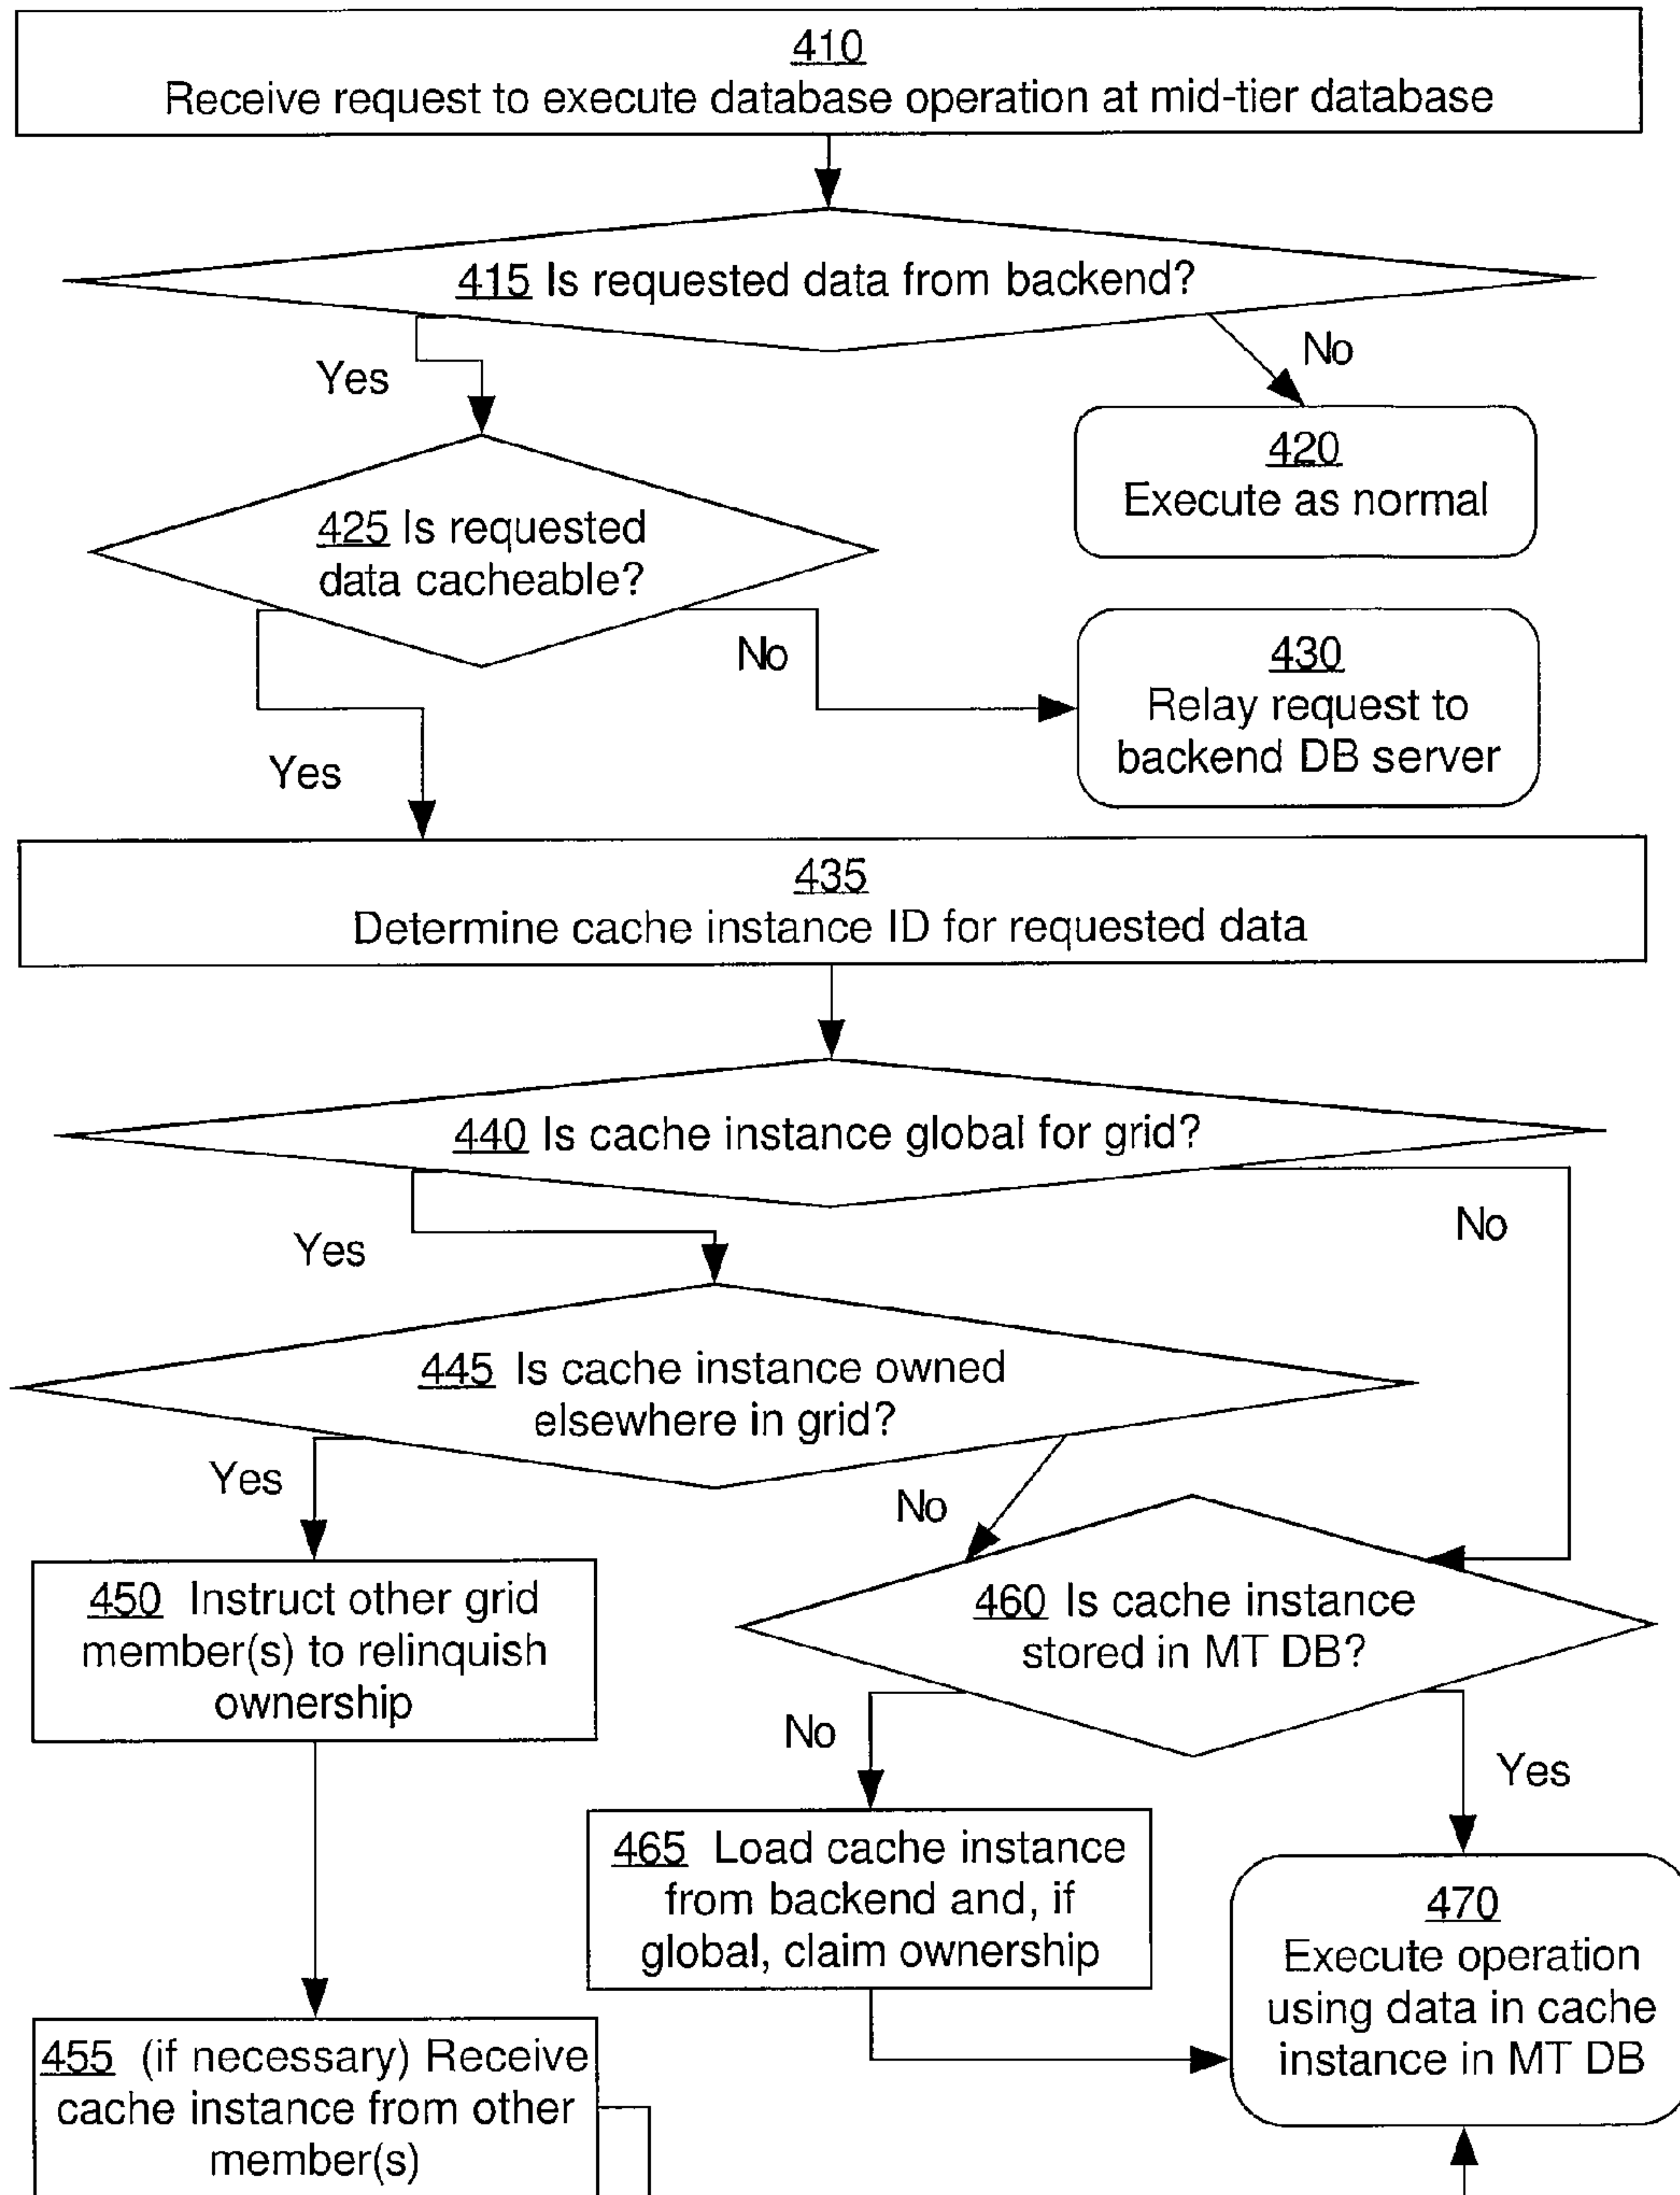 410
Receive request to execute database operation at mid-tier database
415 Is requested data from backend?
Yes
No
420
Execute as normal
425 Is requested
data cacheable?
No
430
Relay request to
backend DB server
Yes
435
Determine cache instance ID for requested data
440 Is cache instance global for grid?
Yes
No
445 Is cache instance owned
elsewhere in grid?
Yes
No
450 Instruct other grid
member(s) to relinquish
ownership
460 Is cache instance
stored in MT DB?
No
Yes
465 Load cache instance
from backend and, if
global, claim ownership
470
Execute operation
using data in cache
instance in MT DB
455 (if necessary) Receive
cache instance from other
member(s)